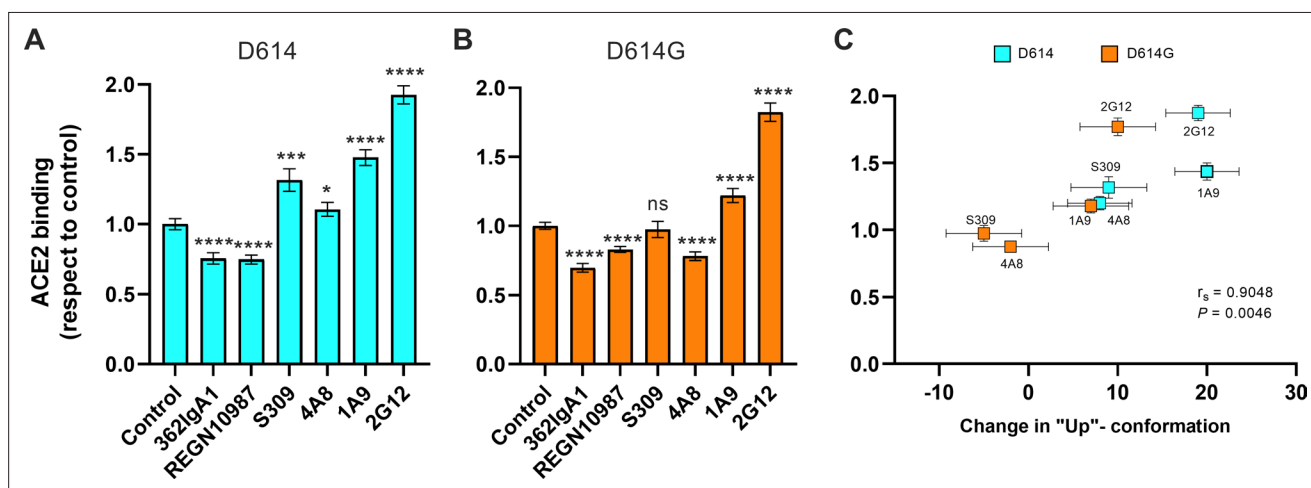 A
D614
ACE2 binding
(respect to control)
2.0
1.5
1.0
0.5
0.0
****
****
***
*
****
****
Control
362IgA1
REGN10987
S309
4A8
1A9
2G12
B
D614G
2.0
1.5
1.0
0.5
0.0
****
****
ns
****
****
****
Control
362IgA1
REGN10987
S309
4A8
1A9
2G12
C
D614
D614G
2.0
1.5
1.0
0.5
0.0
2G12
2G12
S309
1A9
1A9
4A8
S309
4A8
rs = 0.9048
P = 0.0046
-10
0
10
20
30
Change in "Up"- conformation